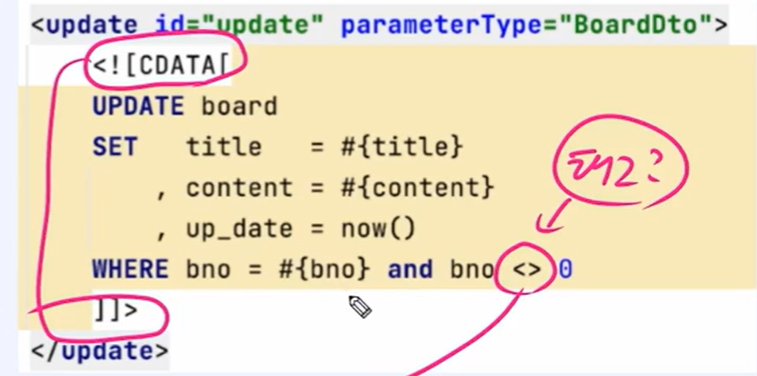 <update id="update" parameterType="BoardDto">
<![CDATA[
UPDATE board
SET title = #{title}
, content = #{content}
, up_date = now()
WHERE bno = #{bno} and bno <> 0
]]>
</update>